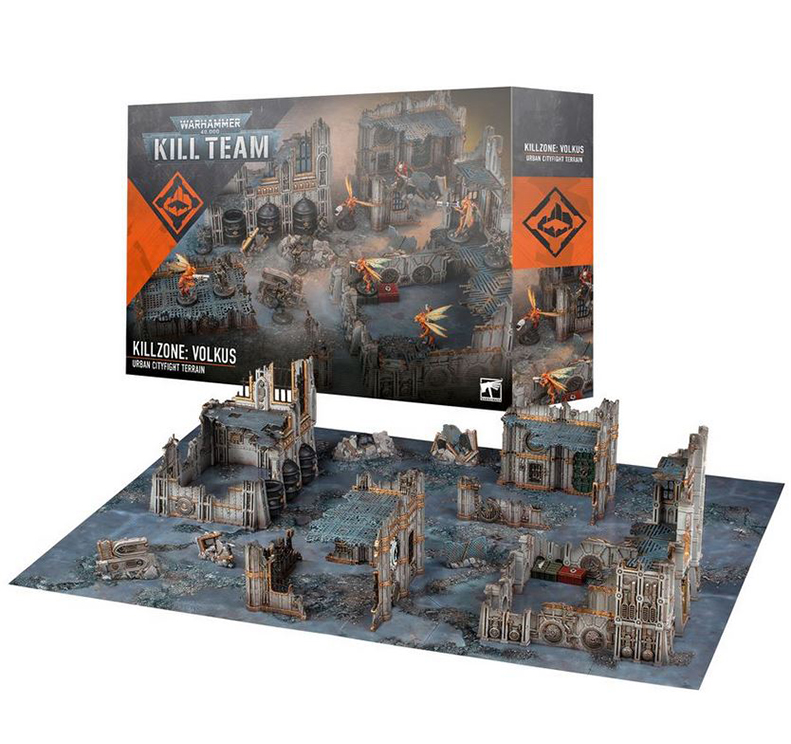 WARHAMMER
40,000
KILL TEAM
KILLZONE: VOLKUS
URBAN CITYFIGHT TERRAIN
KILLZONE: VOLKUS
URBAN CITYFIGHT TERRAIN